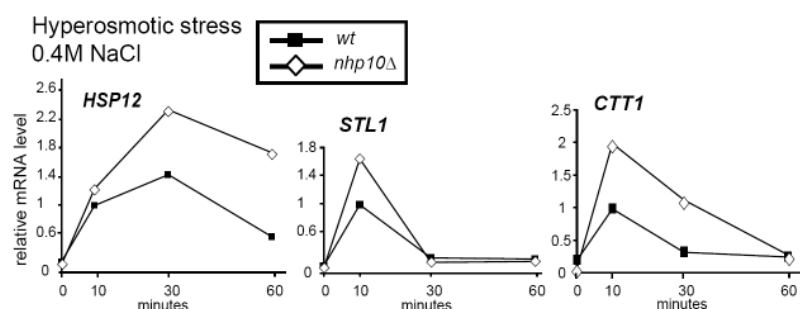 Hyperosmotic stress
0.4M NaCl
wt
nhp10Δ
relative mRNA level
HSP12
2.6
2.2
1.8
1.4
1
0.6
0
0 10 30 60
minutes
STL1
1.8
1.4
1
0.6
0
0 10 30 60
minutes
CTT1
2.5
2
1.5
1
0.5
0
0 10 30 60
minutes